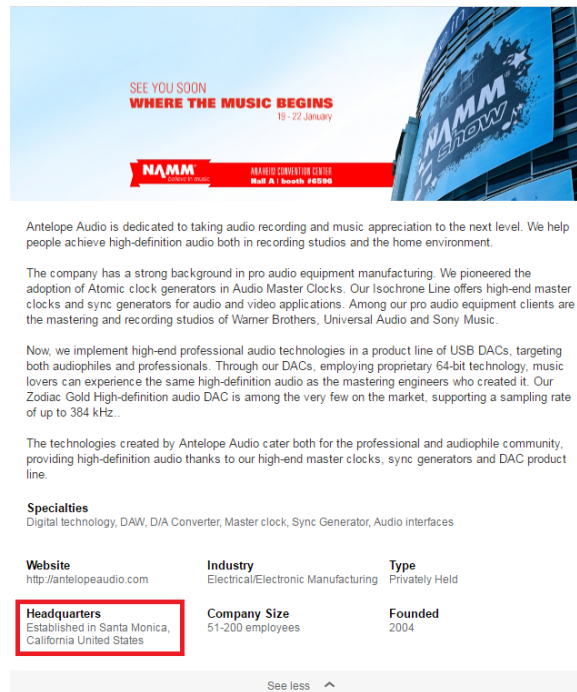 SEE YOU SOON
WHERE THE MUSIC BEGINS
19 - 22 January
NAMM
believe in music
ANAHEIM CONVENTION CENTER
Hall A | booth #6596
NAMM
Show
Antelope Audio is dedicated to taking audio recording and music appreciation to the next level. We help
people achieve high-definition audio both in recording studios and the home environment.
The company has a strong background in pro audio equipment manufacturing. We pioneered the
adoption of Atomic clock generators in Audio Master Clocks. Our Isochrone Line offers high-end master
clocks and sync generators for audio and video applications. Among our pro audio equipment clients are
the mastering and recording studios of Warner Brothers, Universal Audio and Sony Music.
Now, we implement high-end professional audio technologies in a product line of USB DACs, targeting
both audiophiles and professionals. Through our DACs, employing proprietary 64-bit technology, music
lovers can experience the same high-definition audio as the mastering engineers who created it. Our
Zodiac Gold High-definition audio DAC is among the very few on the market, supporting a sampling rate
of up to 384 kHz..
The technologies created by Antelope Audio cater both for the professional and audiophile community,
providing high-definition audio thanks to our high-end master clocks, sync generators and DAC product
line.
Specialties
Digital technology, DAW, D/A Converter, Master clock, Sync Generator, Audio interfaces
Website Industry Type
http://antelopeaudio.com Electrical/Electronic Manufacturing Privately Held
Headquarters Company Size Founded
Established in Santa Monica, 51-200 employees 2004
California United States
See less